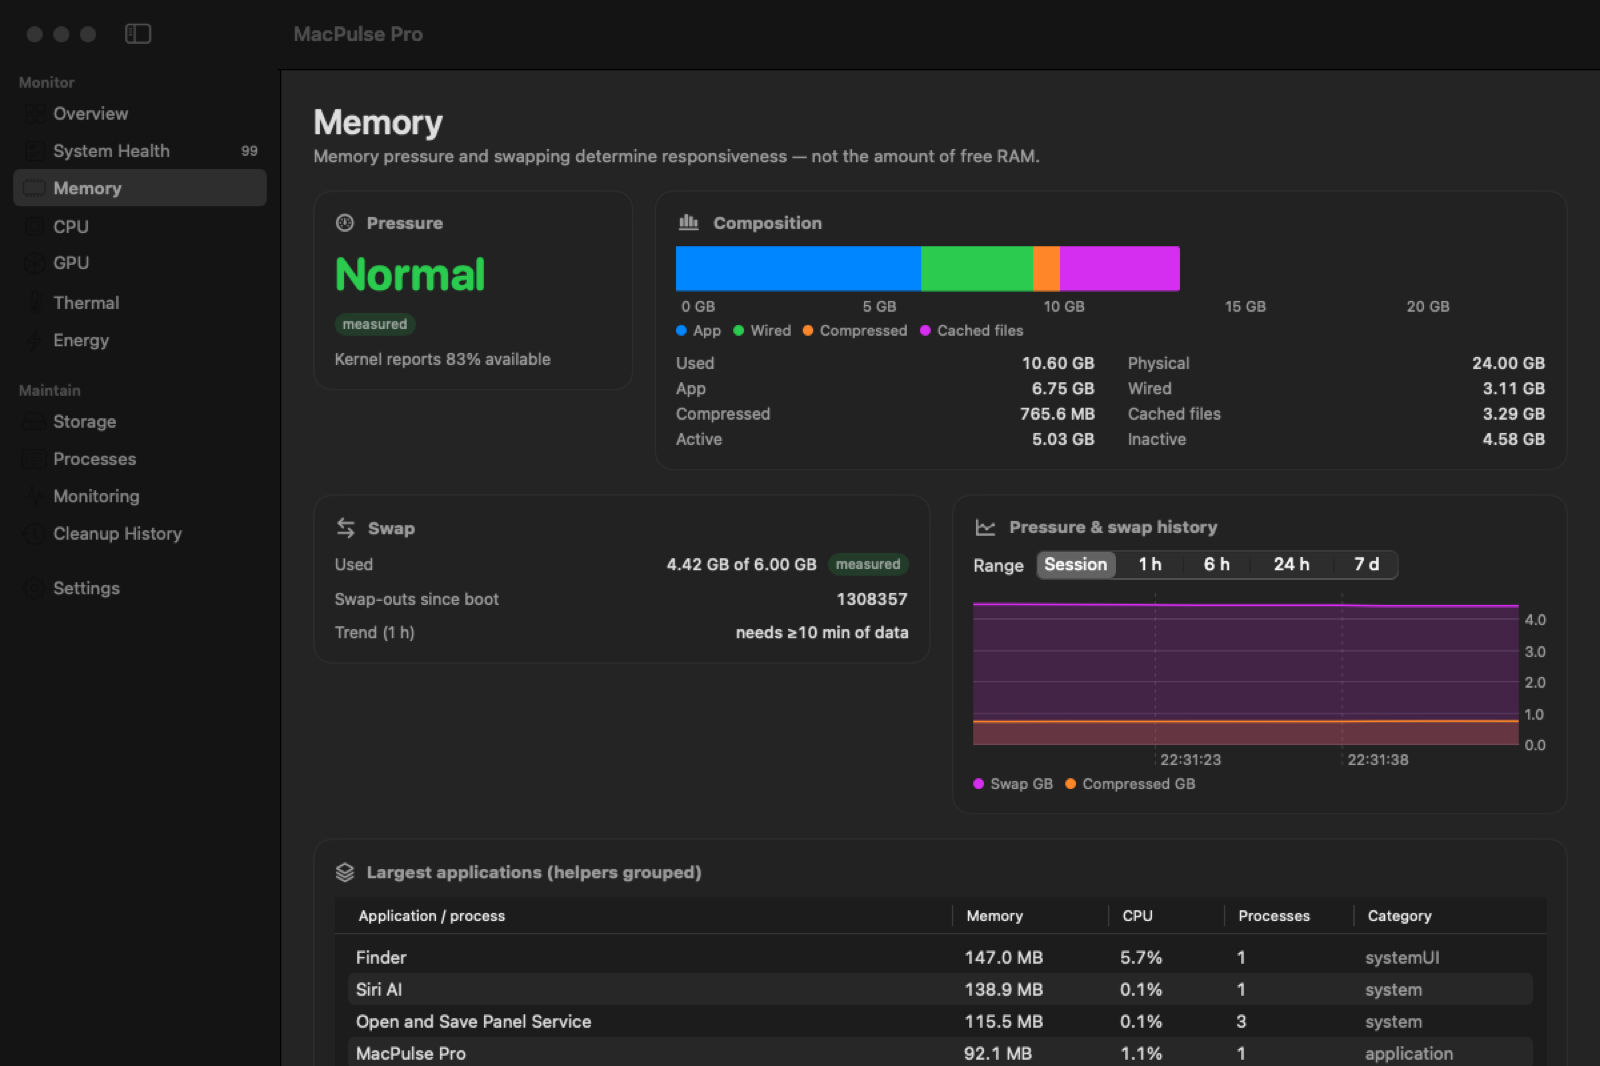 MacPulse Pro
Monitor
Overview
System Health 99
Memory
CPU
GPU
Thermal
Energy
Maintain
Storage
Processes
Monitoring
Cleanup History
Settings
Memory
Memory pressure and swapping determine responsiveness — not the amount of free RAM.
Pressure
Normal
measured
Kernel reports 83% available
Composition
0 GB 5 GB 10 GB 15 GB 20 GB
App Wired Compressed Cached files
Used 10.60 GB Physical 24.00 GB
App 6.75 GB Wired 3.11 GB
Compressed 765.6 MB Cached files 3.29 GB
Active 5.03 GB Inactive 4.58 GB
Swap
Used 4.42 GB of 6.00 GB measured
Swap-outs since boot 1308357
Trend (1 h) needs ≥10 min of data
Pressure & swap history
Range Session 1 h 6 h 24 h 7 d
4.0
3.0
2.0
1.0
0.0
22:31:23 22:31:38
Swap GB Compressed GB
Largest applications (helpers grouped)
Application / process Memory CPU Processes Category
Finder 147.0 MB 5.7% 1 systemUI
Siri AI 138.9 MB 0.1% 1 system
Open and Save Panel Service 115.5 MB 0.1% 3 system
MacPulse Pro 92.1 MB 1.1% 1 application